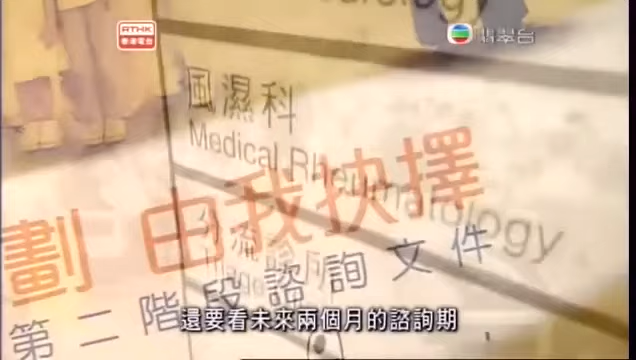 RTHK
香港電台
翡翠台
風濕科
Medical Rheumatology
劃 由我抉擇
分流
第二階段諮詢文件
還要看未來兩個月的諮詢期